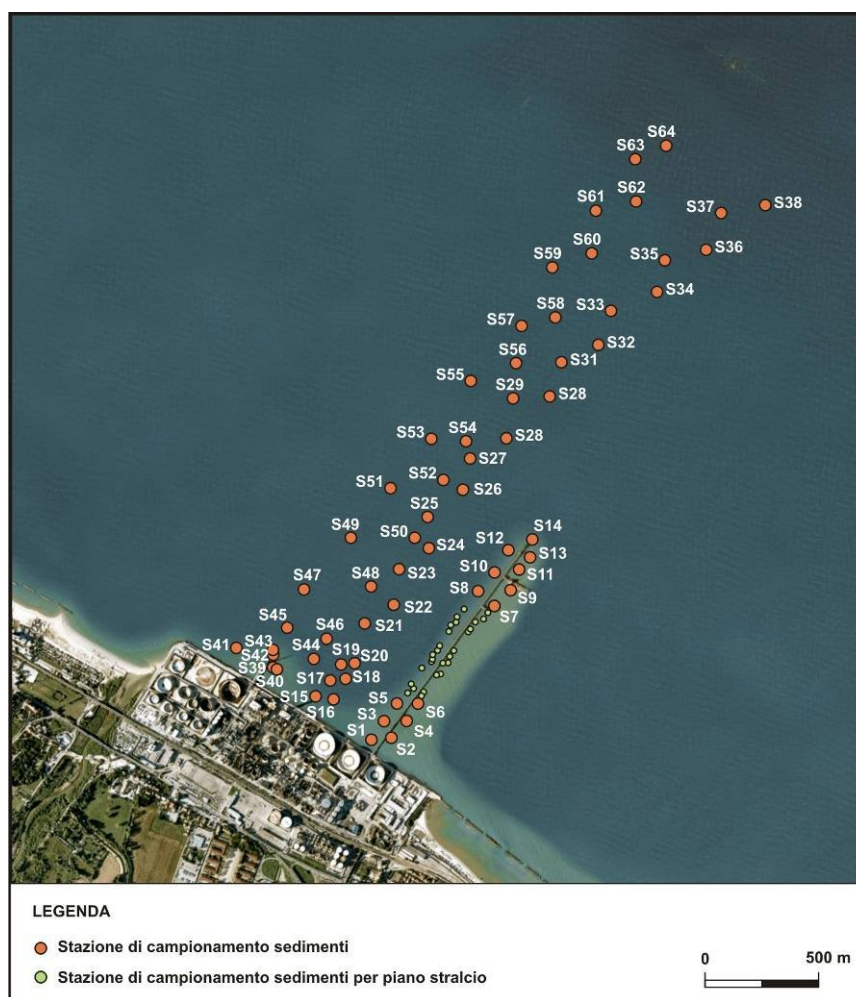 S64
S63
S62
S61
S37
S38
S60
S36
S59
S35
S34
S33
S58
S57
S32
S56
S31
S55
S29
S28
S53
S54
S28
S27
S52
S51
S26
S25
S49
S50
S14
S12
S24
S13
S23
S10
S11
S48
S47
S8
S9
S22
S7
S45
S46
S21
S41
S43
S42
S44
S19
S20
S39
S40
S17
S18
S15
S16
S5
S6
S3
S4
S1
S2
LEGENDA
Stazione di campionamento sedimenti
Stazione di campionamento sedimenti per piano stralcio
0 500 m